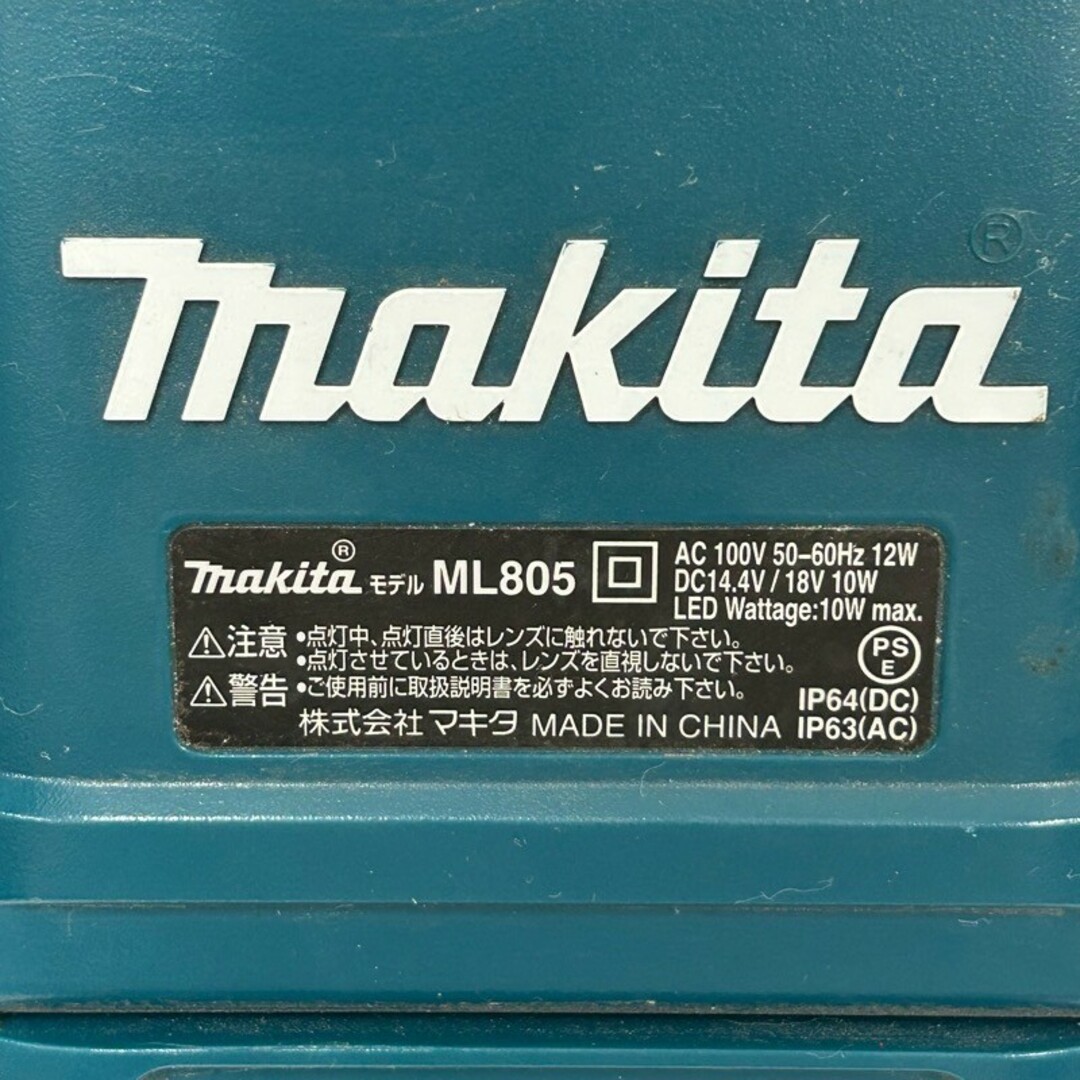 makita®
makita® モデル ML805
AC 100V 50-60Hz 12W
DC14.4V / 18V 10W
LED Wattage:10W max.
⚠注意 •点灯中、点灯直後はレンズに触れないで下さい。
•点灯させているときは、レンズを直視しないで下さい。
⚠警告 •ご使用前に取扱説明書を必ずよくお読み下さい。
PS
E
IP64(DC)
株式会社 マキタ MADE IN CHINA IP63(AC)